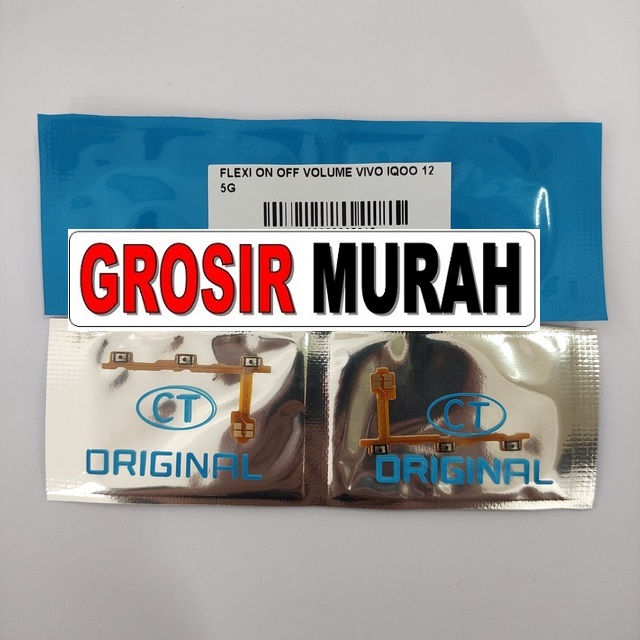 FLEXI ON OFF VOLUME VIVO IQOO 12
5G
GROSIR MURAH
CT
ORIGINAL
CT
ORIGINAL